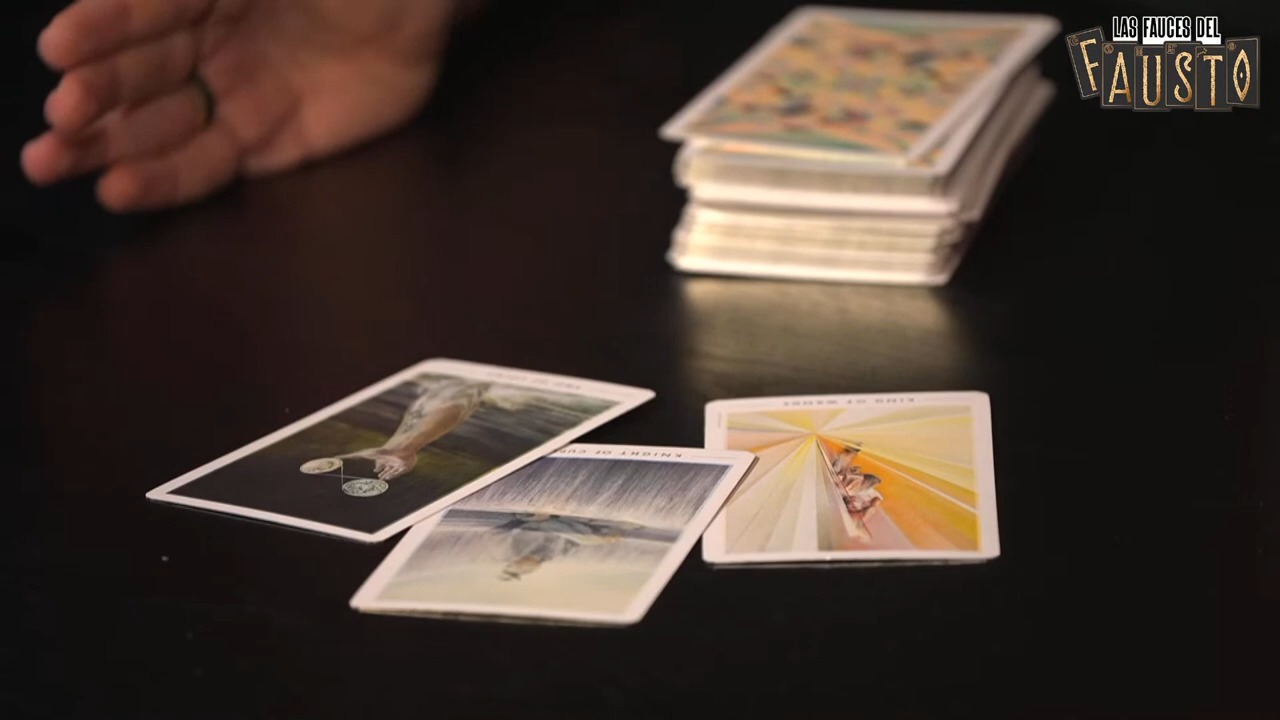 LAS FAUCES DEL
FAUSTO
KNIGHT OF CUPS
KING OF WANDS